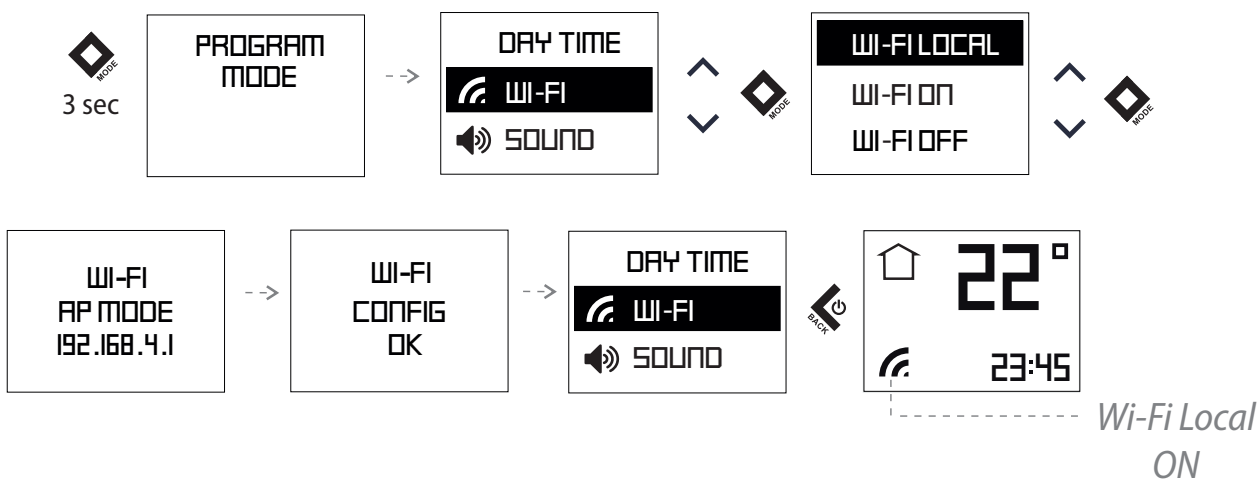 MODE
3 sec
PROGRAM
MODE
DAY TIME
WI-FI
SOUND
MODE
WI-FI LOCAL
WI-FI ON
WI-FI OFF
MODE
WI-FI
AP MODE
192.168.4.1
WI-FI
CONFIG
OK
DAY TIME
WI-FI
SOUND
BACK
22°
23:45
Wi-Fi Local
ON